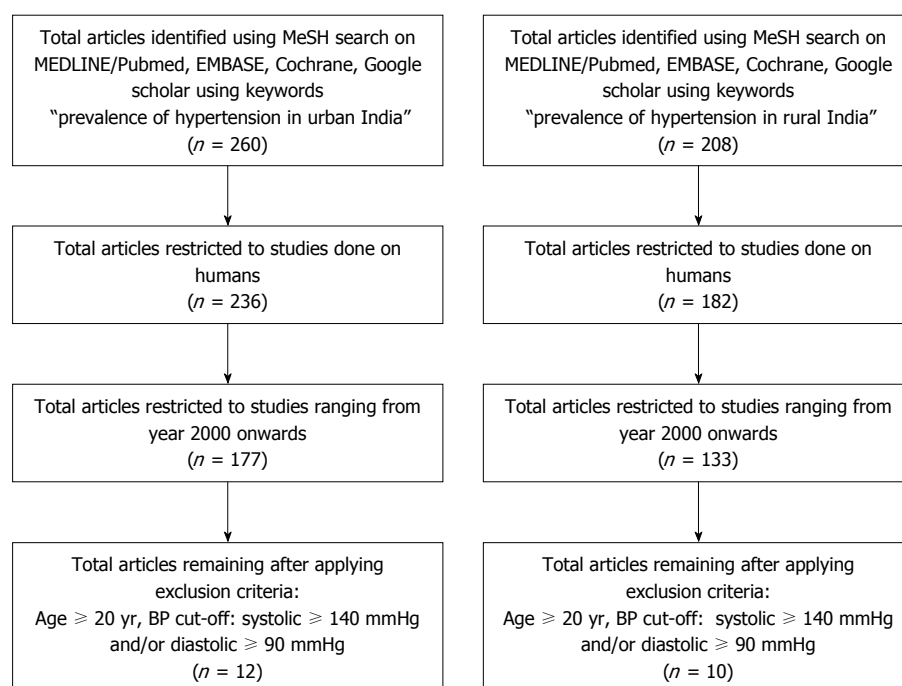 Total articles identified using MeSH search on
MEDLINE/Pubmed, EMBASE, Cochrane, Google
scholar using keywords
“prevalence of hypertension in urban India”
(n = 260)
Total articles restricted to studies done on
humans
(n = 236)
Total articles restricted to studies ranging from
year 2000 onwards
(n = 177)
Total articles remaining after applying
exclusion criteria:
Age ≥ 20 yr, BP cut-off: systolic ≥ 140 mmHg
and/or diastolic ≥ 90 mmHg
(n = 12)
Total articles identified using MeSH search on
MEDLINE/Pubmed, EMBASE, Cochrane, Google
scholar using keywords
“prevalence of hypertension in rural India”
(n = 208)
Total articles restricted to studies done on
humans
(n = 182)
Total articles restricted to studies ranging from
year 2000 onwards
(n = 133)
Total articles remaining after applying
exclusion criteria:
Age ≥ 20 yr, BP cut-off: systolic ≥ 140 mmHg
and/or diastolic ≥ 90 mmHg
(n = 10)